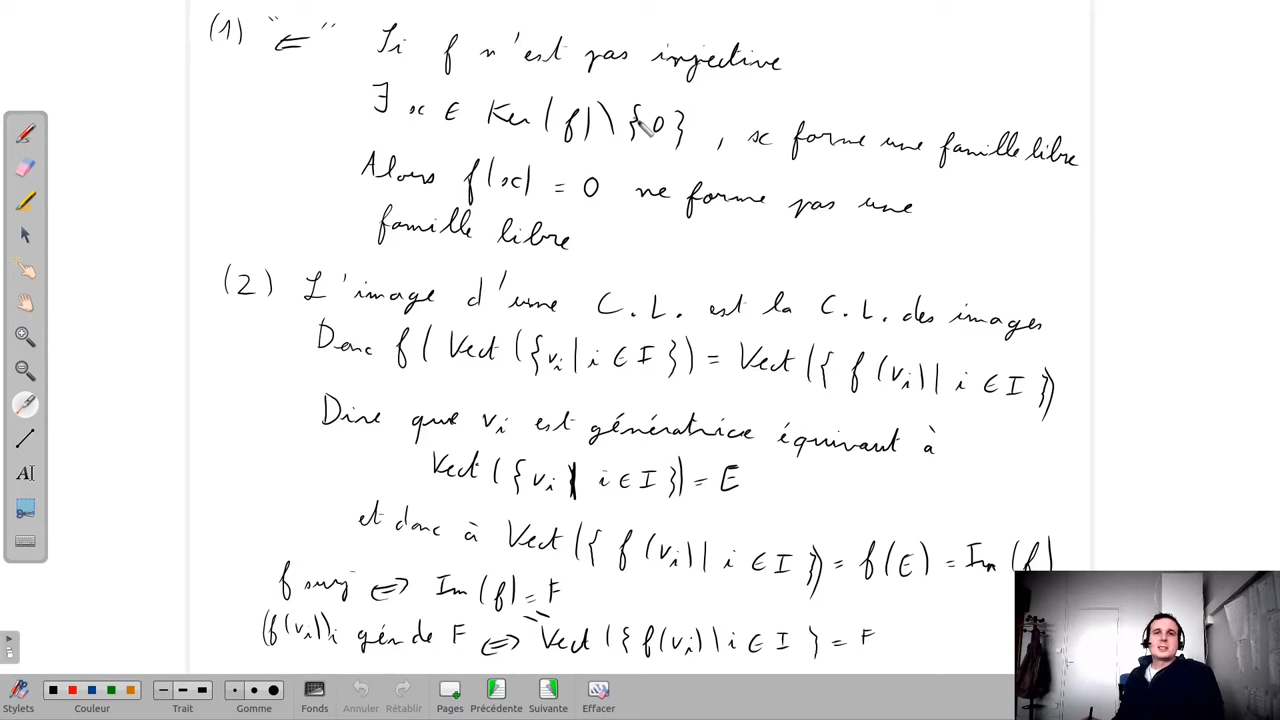 (1) "⇐" Si f n'est pas injective
∃ x ∈ Ker(f)\{0}, x forme une famille libre
Alors f(x) = 0 ne forme pas une
famille libre
(2) L'image d'une C.L. est la C.L. des images
Donc f(Vect({vi | i ∈ I}) = Vect({f(vi) | i ∈ I})
Dire que vi est génératrice équivaut à
Vect({vi | i ∈ I}) = E
et donc à Vect({f(vi) | i ∈ I}) = f(E) = Im(f)
f surj ⇔ Im(f) = F
(f(vi))i gén de F ⇔ Vect({f(vi) | i ∈ I} = F
AI
Stylets
Couleur
Trait
Gomme
Fonds
Annuler
Rétablir
Pages
Précédente
Suivante
Effacer